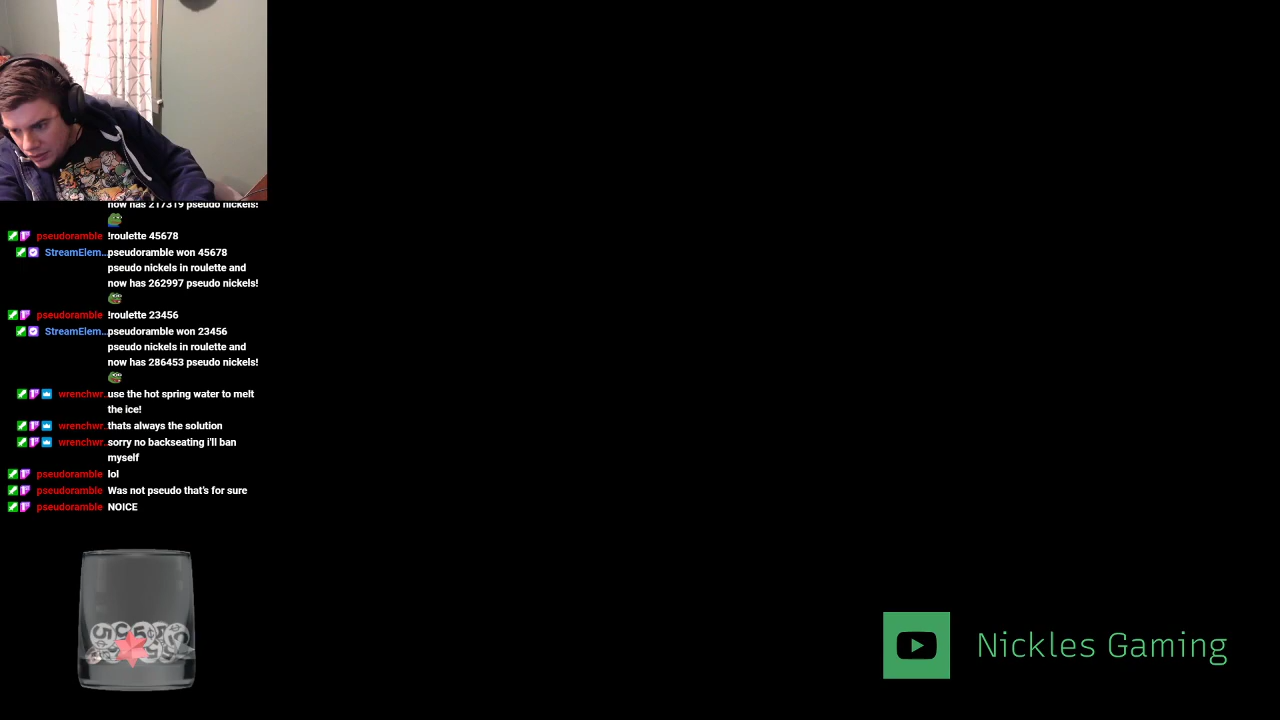 now has 217319 pseudo nickels!
pseudoramble !roulette 45678
StreamElem... pseudoramble won 45678
pseudo nickels in roulette and
now has 262997 pseudo nickels!
pseudoramble !roulette 23456
StreamElem... pseudoramble won 23456
pseudo nickels in roulette and
now has 286453 pseudo nickels!
wrenchwr... use the hot spring water to melt
the ice!
wrenchwr... thats always the solution
wrenchwr... sorry no backseating i'll ban
myself
pseudoramble lol
pseudoramble Was not pseudo that's for sure
pseudoramble NOICE
Nickles Gaming